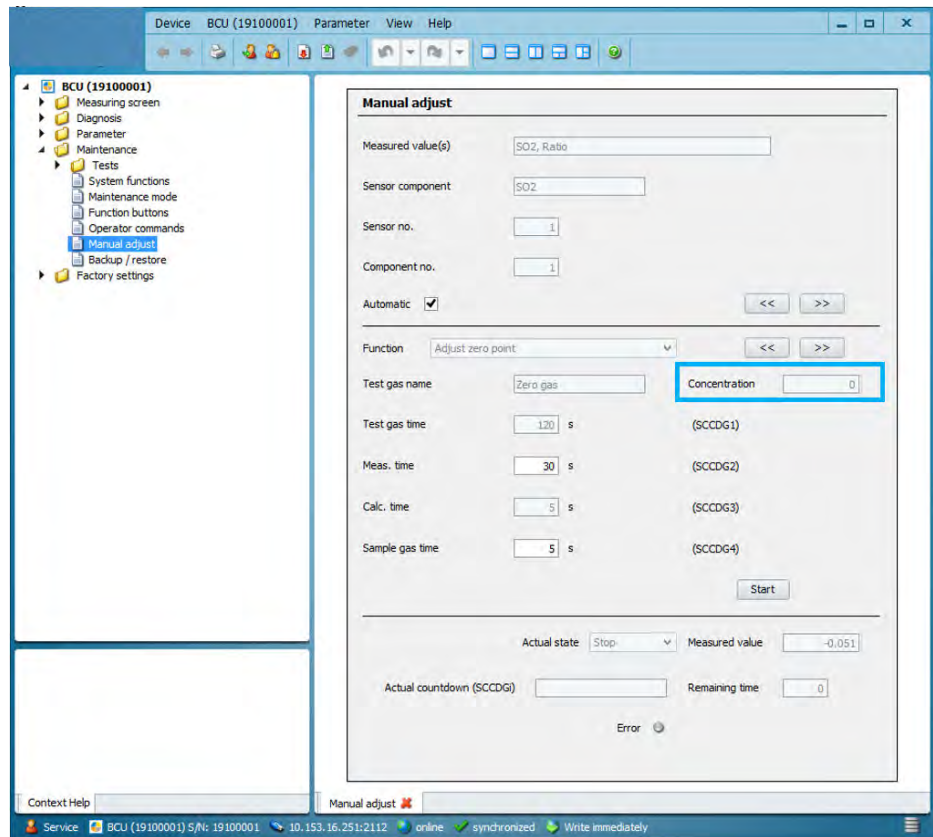 Device BCU (19100001) Parameter View Help
BCU (19100001)
Measuring screen
Diagnosis
Parameter
Maintenance
Tests
System functions
Maintenance mode
Function buttons
Operator commands
Manual adjust
Backup / restore
Factory settings
Manual adjust
Measured value(s) SO2, Ratio
Sensor component SO2
Sensor no. 1
Component no. 1
Automatic << >>
Function Adjust zero point << >>
Test gas name Zero gas Concentration 0
Test gas time 120 s (SCCDG1)
Meas. time 30 s (SCCDG2)
Calc. time 5 s (SCCDG3)
Sample gas time 5 s (SCCDG4)
Start
Actual state Stop Measured value -0.051
Actual countdown (SCCDGi) Remaining time 0
Error
Context Help
Manual adjust
Service BCU (19100001) S/N: 19100001 10.153.16.251:2112 online synchronized Write immediately